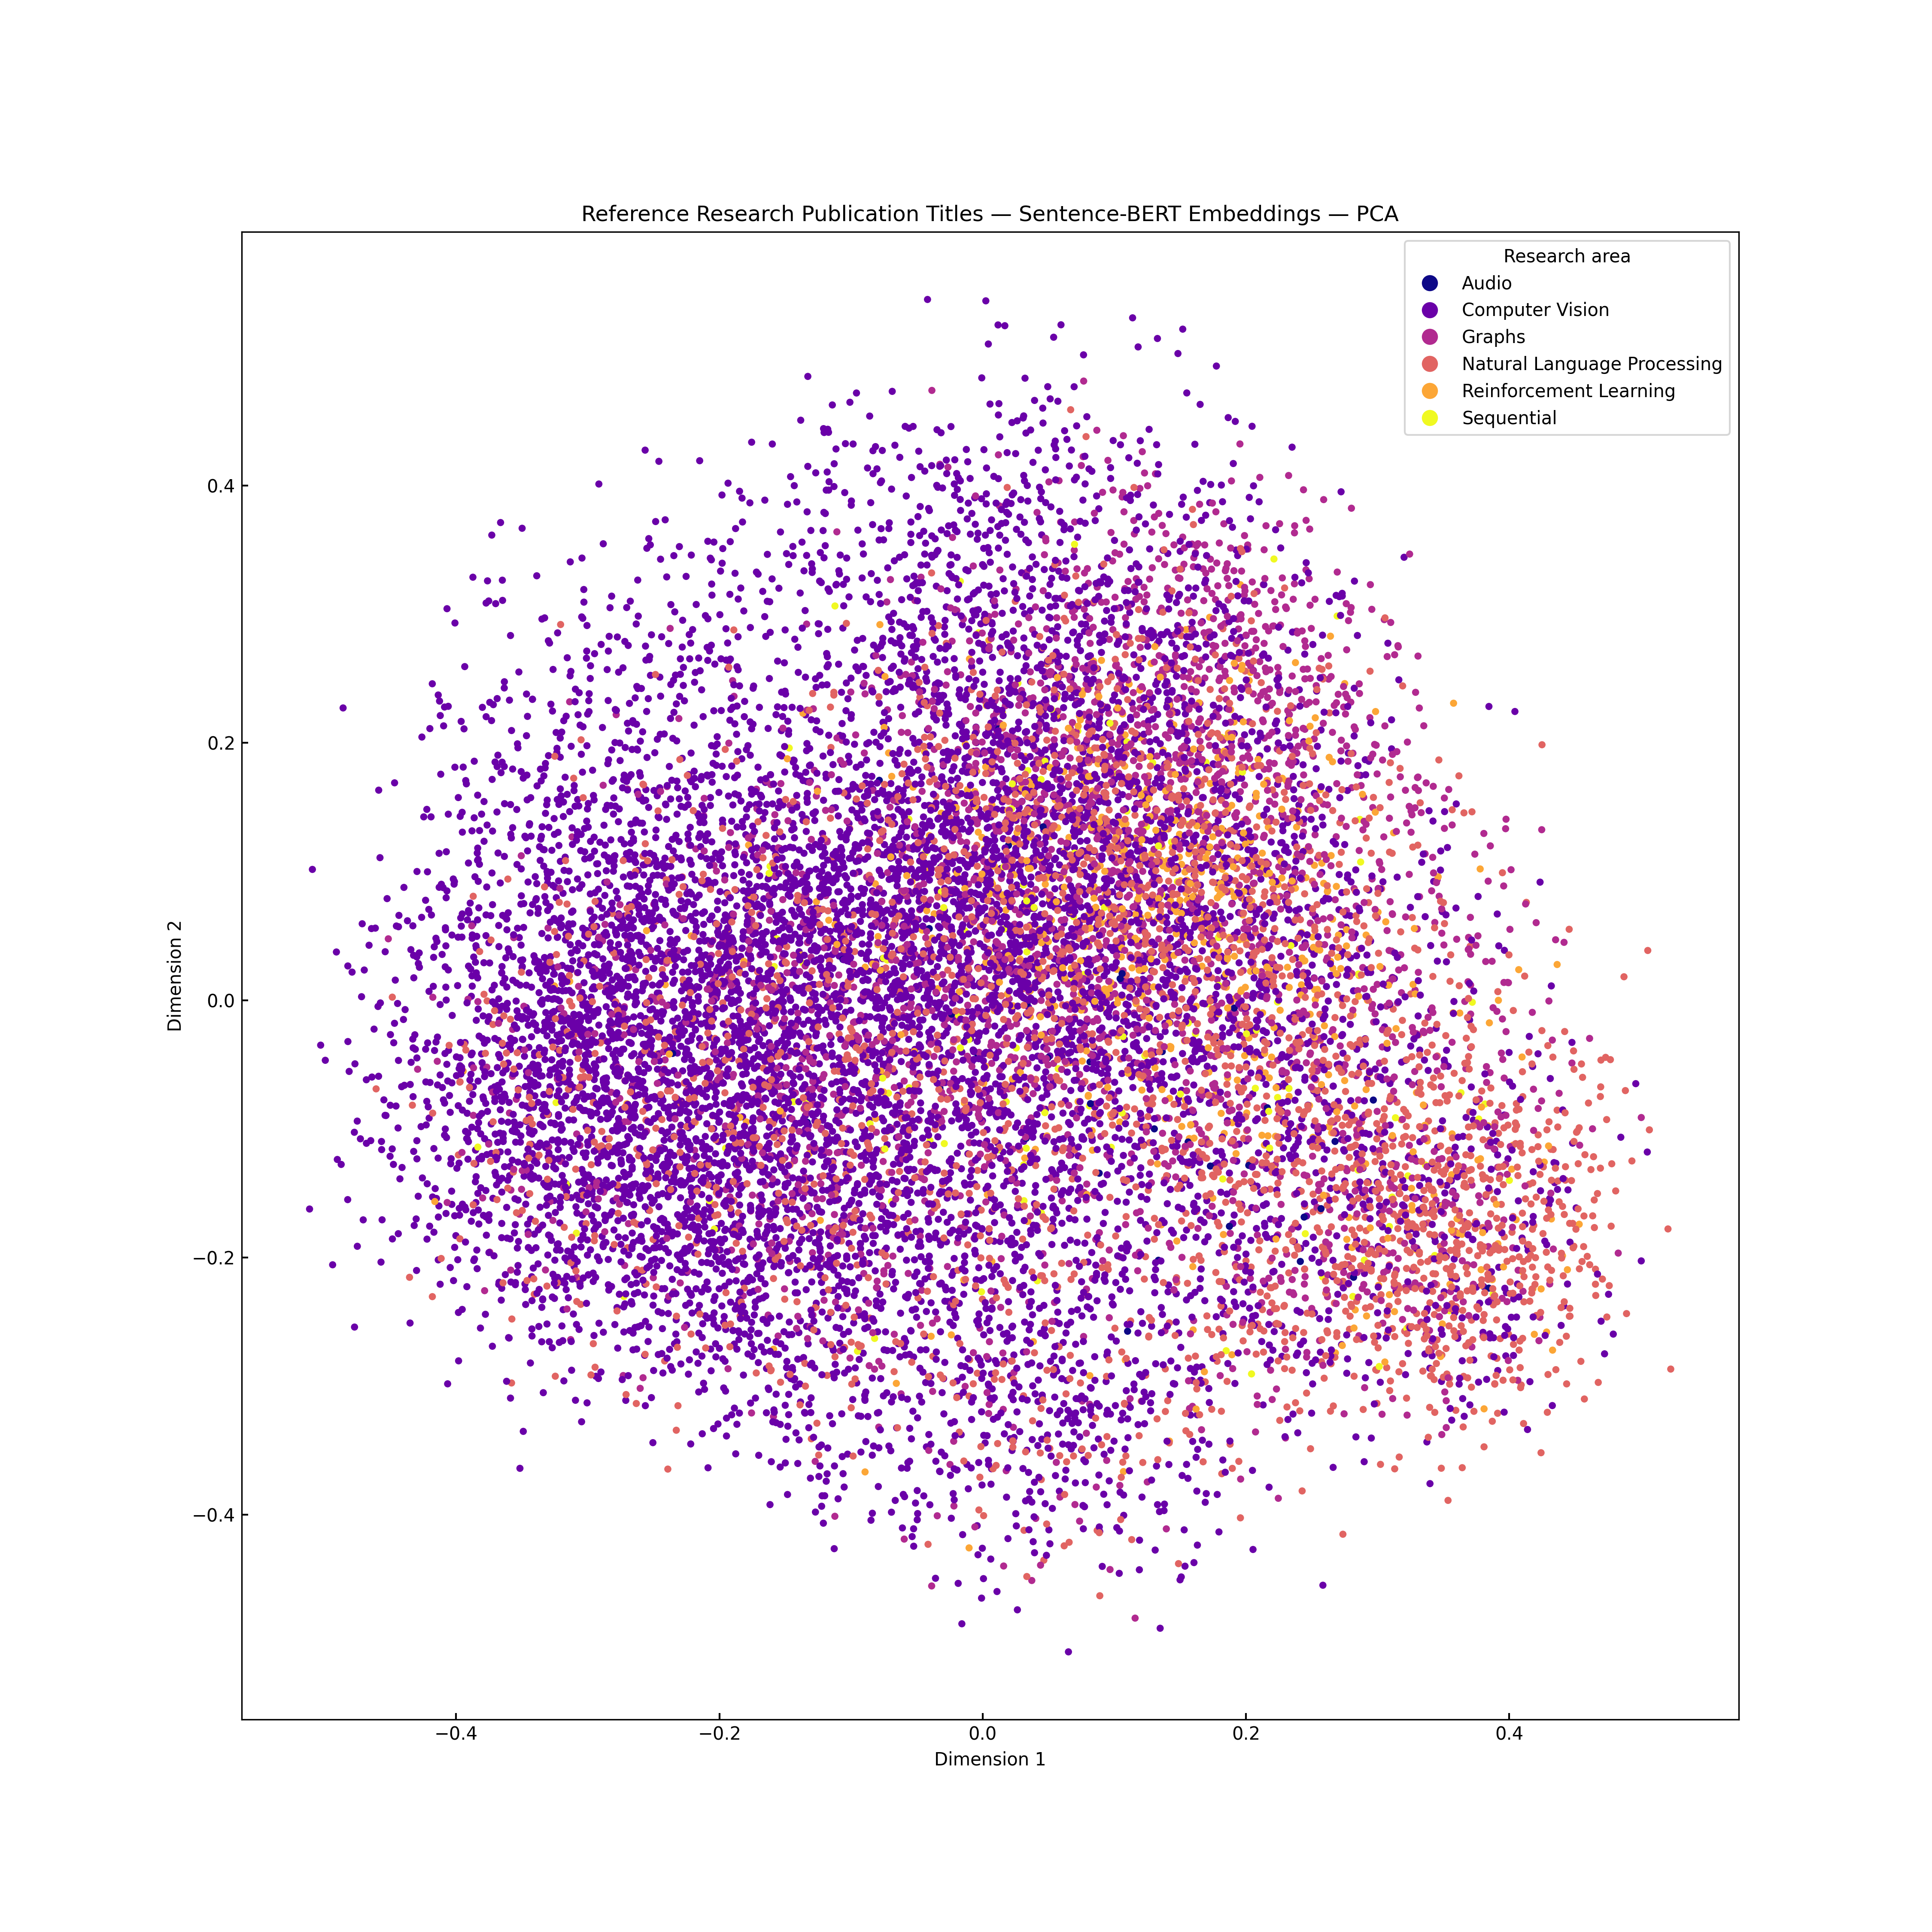 Reference Research Publication Titles — Sentence-BERT Embeddings — PCA
Research area
Audio
Computer Vision
Graphs
Natural Language Processing
Reinforcement Learning
Sequential
0.4
0.2
0.0
−0.2
−0.4
Dimension 2
−0.4
−0.2
0.0
0.2
0.4
Dimension 1